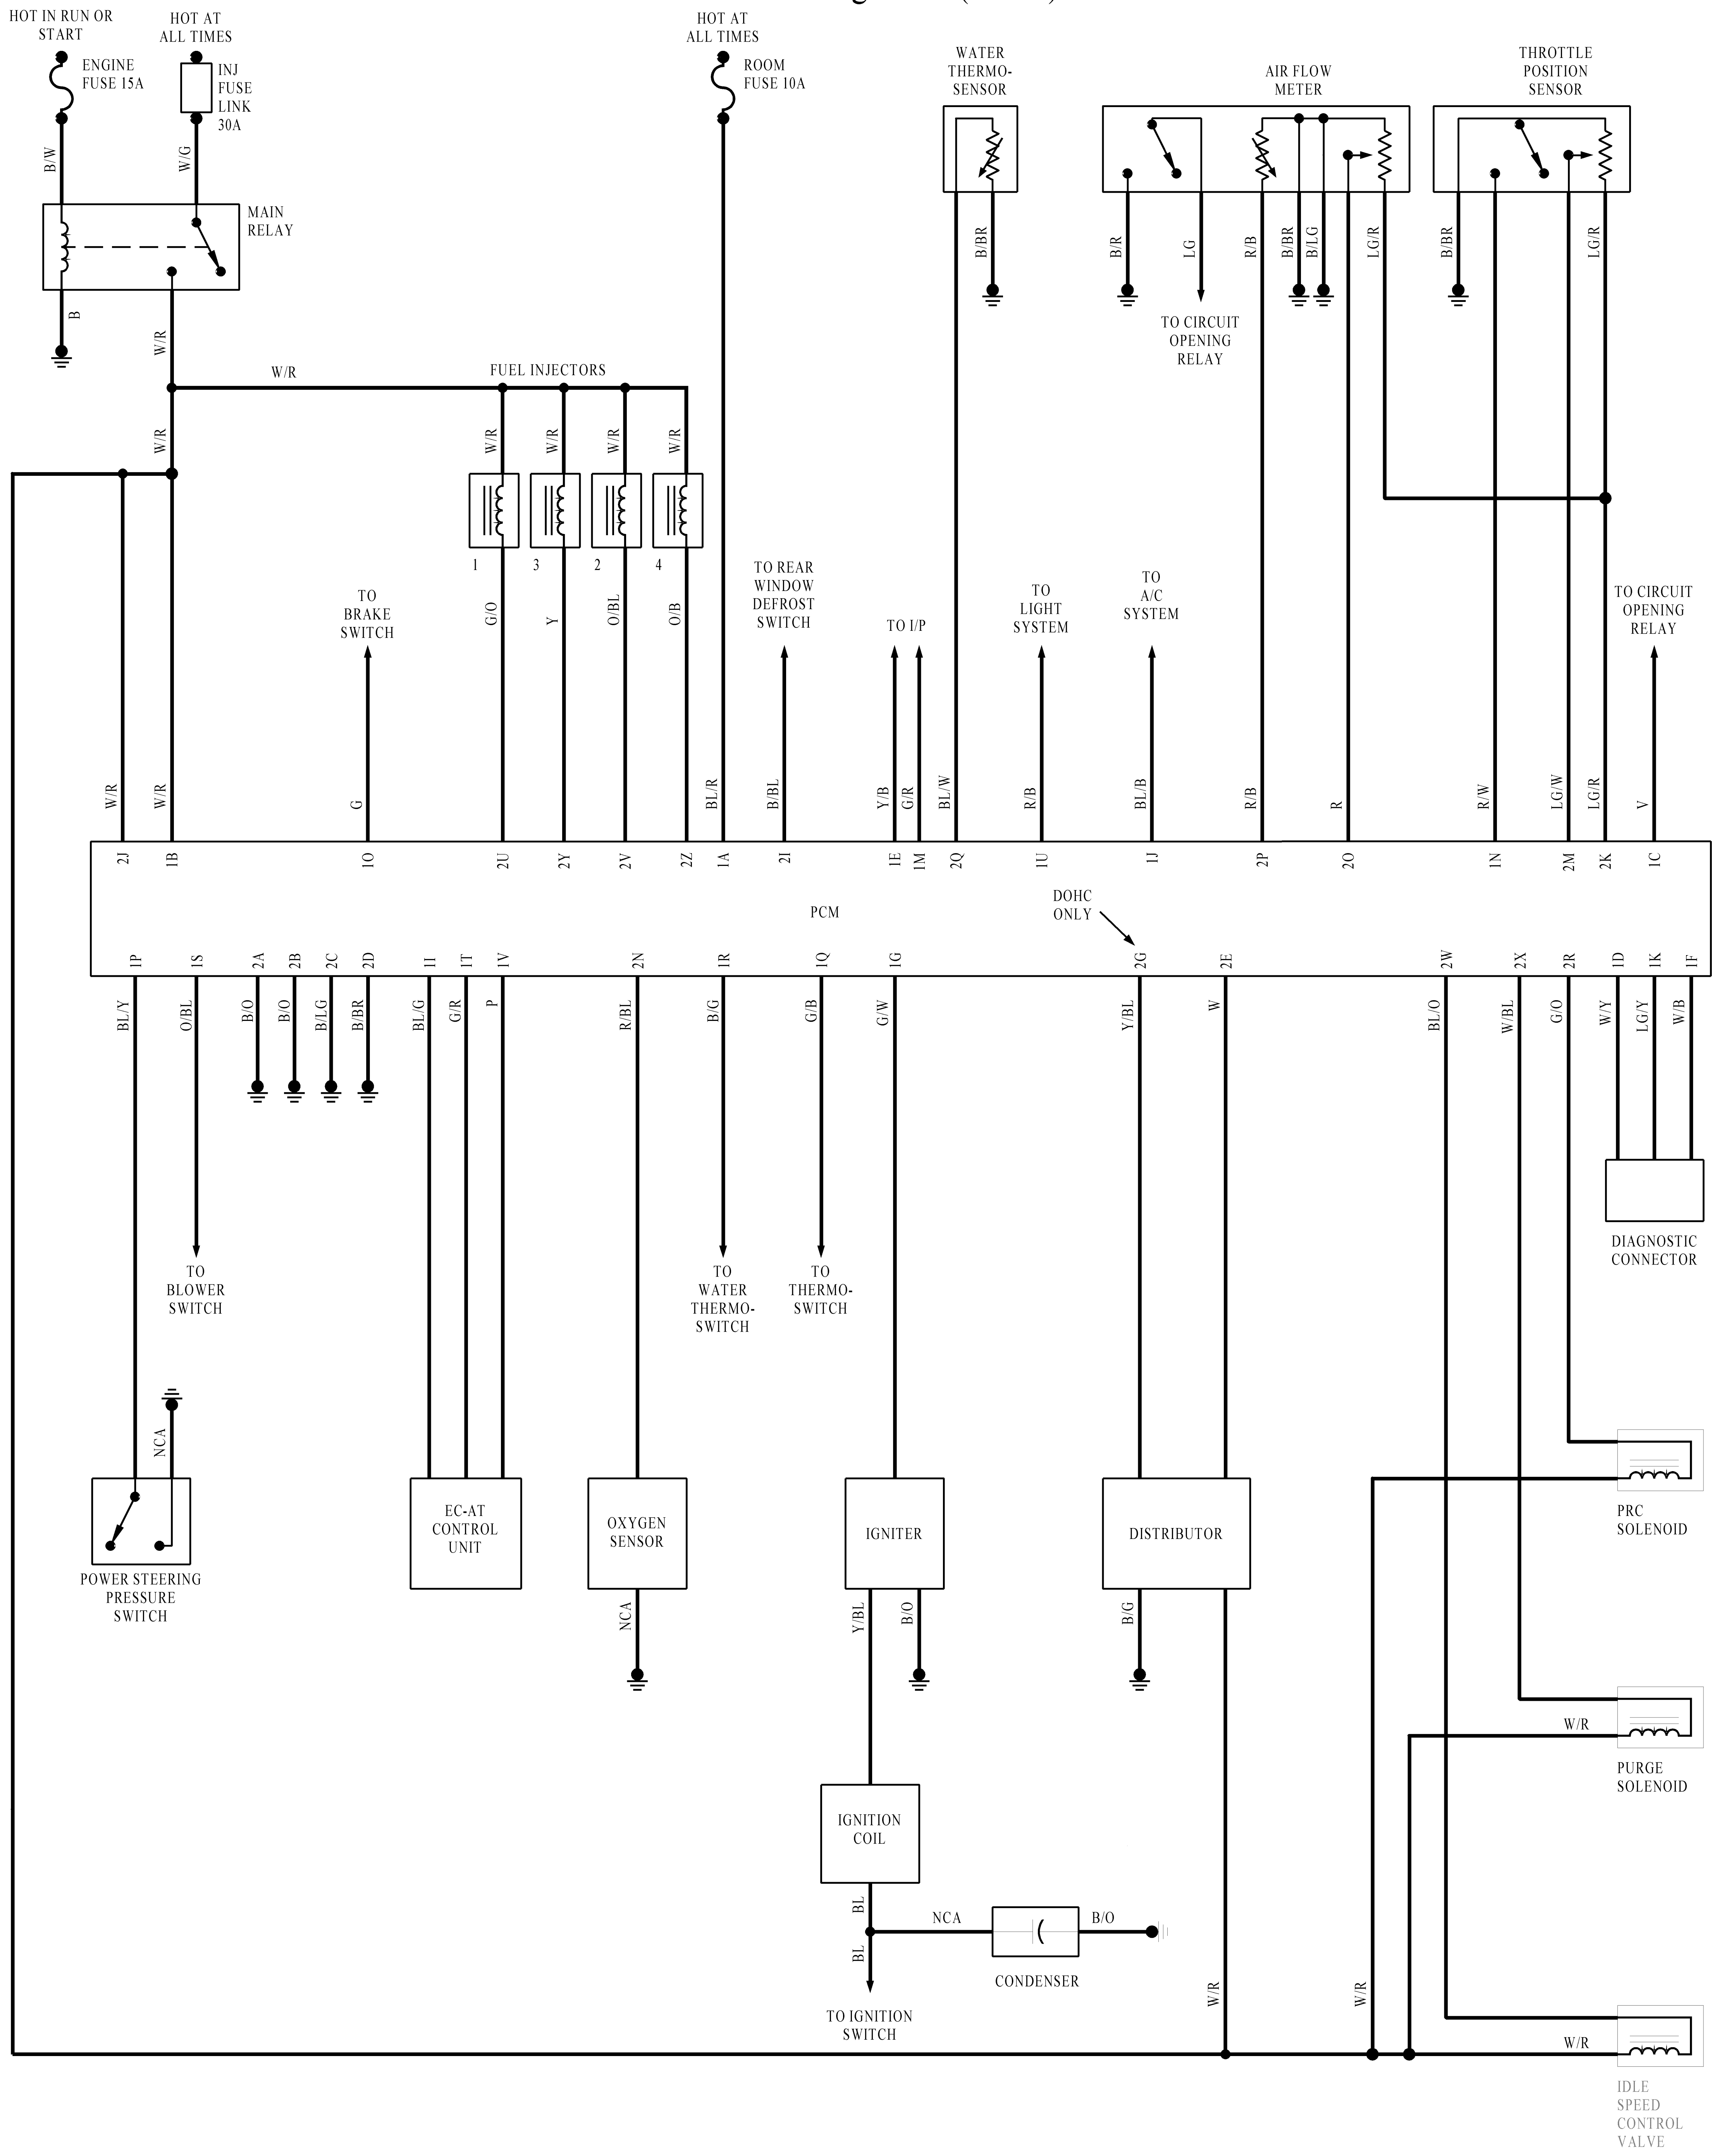 HOT IN RUN OR
START
HOT AT
ALL TIMES
HOT AT
ALL TIMES
ENGINE
FUSE 15A
INJ
FUSE
LINK
30A
ROOM
FUSE 10A
WATER
THERMO-
SENSOR
AIR FLOW
METER
THROTTLE
POSITION
SENSOR
B/W
W/G
MAIN
RELAY
B
W/R
B/BR
B/R
LG
R/B
B/BR
B/LG
LG/R
B/BR
LG/R
TO CIRCUIT
OPENING
RELAY
W/R
FUEL INJECTORS
W/R
W/R
W/R
W/R
W/R
1
3
2
4
G/O
Y
O/BL
O/B
TO
BRAKE
SWITCH
TO REAR
WINDOW
DEFROST
SWITCH
TO I/P
TO
LIGHT
SYSTEM
TO
A/C
SYSTEM
TO CIRCUIT
OPENING
RELAY
W/R
W/R
G
BL/R
B/BL
Y/B
G/R
BL/W
R/B
BL/B
R/B
R
R/W
LG/W
LG/R
V
2J
1B
1O
2U
2Y
2V
2Z
1A
2I
1E
1M
2Q
1U
1J
2P
2O
1N
2M
2K
1C
PCM
DOHC
ONLY
1P
1S
2A
2B
2C
2D
1I
1T
1V
2N
1R
1Q
1G
2G
2E
2W
2X
2R
1D
1K
1F
BL/Y
O/BL
B/O
B/O
B/LG
B/BR
BL/G
G/R
P
R/BL
B/G
G/B
G/W
Y/BL
W
BL/O
W/BL
G/O
W/Y
LG/Y
W/B
DIAGNOSTIC
CONNECTOR
TO
BLOWER
SWITCH
TO
WATER
THERMO-
SWITCH
TO
THERMO-
SWITCH
NCA
POWER STEERING
PRESSURE
SWITCH
EC-AT
CONTROL
UNIT
OXYGEN
SENSOR
IGNITER
DISTRIBUTOR
PRC
SOLENOID
NCA
Y/BL
B/O
B/G
W/R
PURGE
SOLENOID
IGNITION
COIL
BL
NCA
B/O
BL
CONDENSER
TO IGNITION
SWITCH
W/R
W/R
W/R
IDLE
SPEED
CONTROL
VALVE